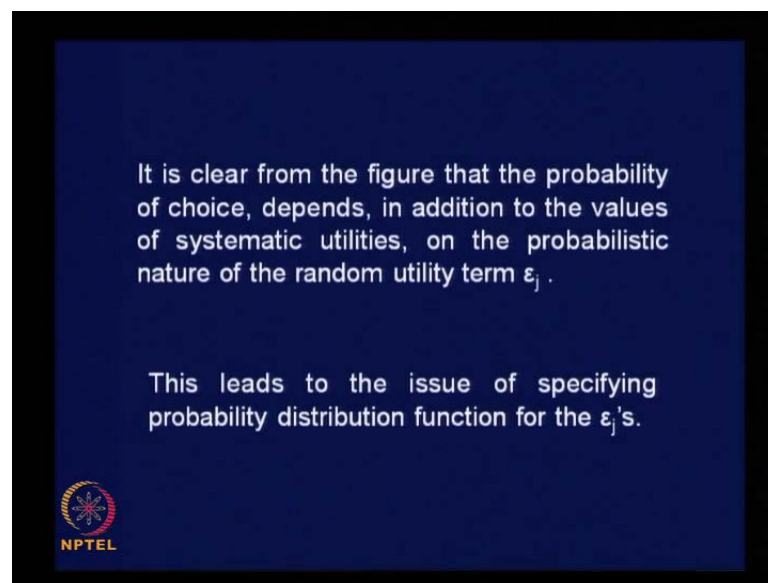 It is clear from the figure that the probability
of choice, depends, in addition to the values
of systematic utilities, on the probabilistic
nature of the random utility term εj .
This leads to the issue of specifying
probability distribution function for the εj's.
NPTEL